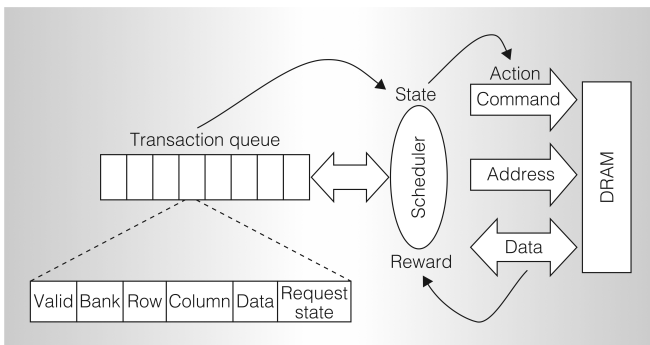 Transaction queue
State
Action
Command
Address
Data
Scheduler
Reward
DRAM
Valid
Bank
Row
Column
Data
Request
state